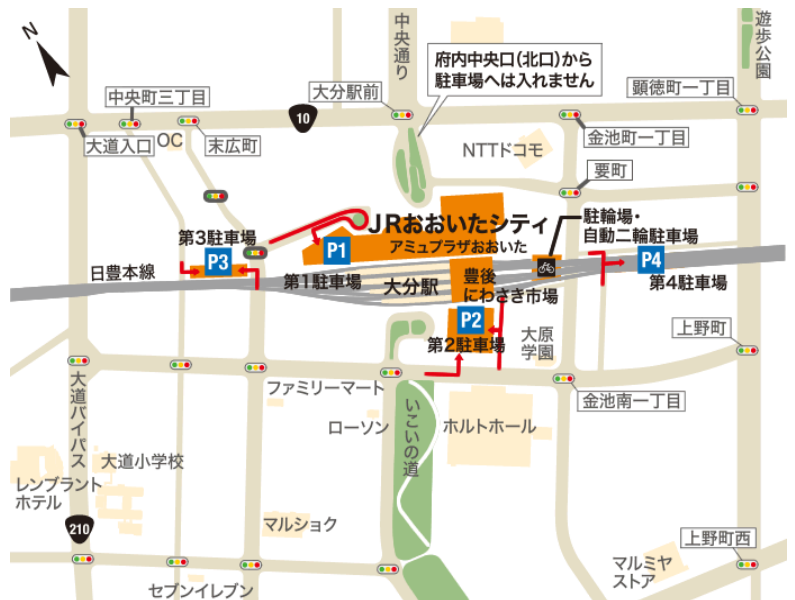 N
中央通り
遊歩公園
府内中央口(北口)から
駐車場へは入れません
中央町三丁目
大分駅前
顕徳町一丁目
10
大道入口
OC
末広町
NTTドコモ
金池町一丁目
要町
JRおおいたシティ
アミュプラザおおいた
駐輪場・
自動二輪駐車場
第3駐車場
P3
P1
第1駐車場
P4
第4駐車場
日豊本線
大分駅
豊後
にわさき市場
P2
第2駐車場
大原
学園
上野町
大道バイパス
ファミリーマート
ローソン
いこいの道
ホルトホール
金池南一丁目
大道小学校
レンブラント
ホテル
210
マルショク
上野町西
マルミヤ
ストア
セブンイレブン